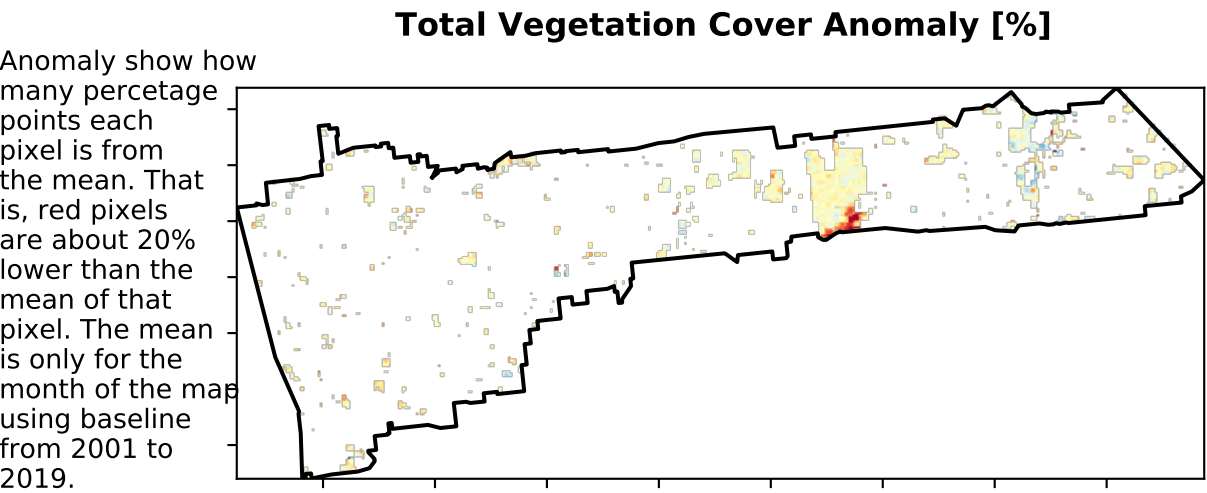 Total Vegetation Cover Anomaly [%]
Anomaly show how
many percetage
points each
pixel is from
the mean. That
is, red pixels
are about 20%
lower than the
mean of that
pixel. The mean
is only for the
month of the map
using baseline
from 2001 to
2019.